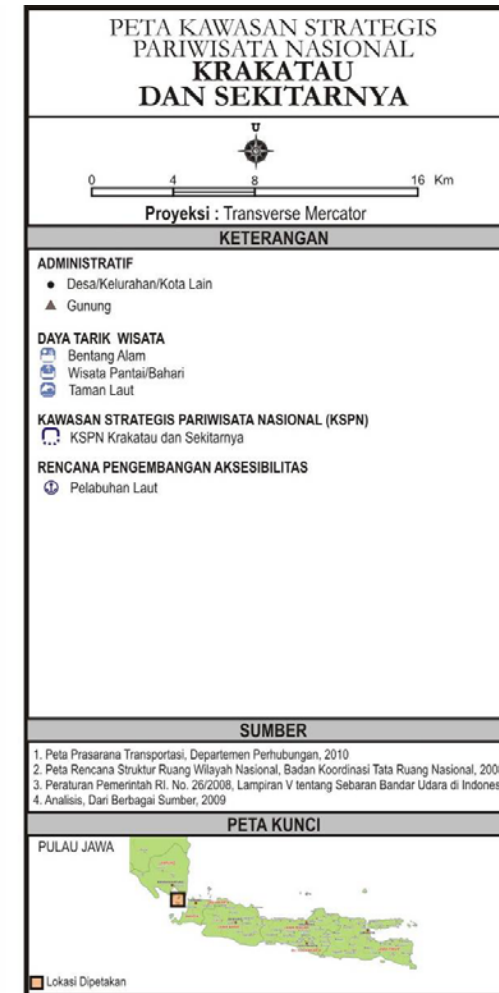 PETA KAWASAN STRATEGIS
PARIWISATA NASIONAL
KRAKATAU
DAN SEKITARNYA
U
0 4 8 16 Km
Proyeksi : Transverse Mercator
KETERANGAN
ADMINISTRATIF
Desa/Kelurahan/Kota Lain
Gunung
DAYA TARIK WISATA
Bentang Alam
Wisata Pantai/Bahari
Taman Laut
KAWASAN STRATEGIS PARIWISATA NASIONAL (KSPN)
KSPN Krakatau dan Sekitarnya
RENCANA PENGEMBANGAN AKSESIBILITAS
Pelabuhan Laut
SUMBER
1. Peta Prasarana Transportasi, Departemen Perhubungan, 2010
2. Peta Rencana Struktur Ruang Wilayah Nasional, Badan Koordinasi Tata Ruang Nasional, 200
3. Peraturan Pemerintah RI. No. 26/2008, Lampiran V tentang Sebaran Bandar Udara di Indones
4. Analisis, Dari Berbagai Sumber, 2009
PETA KUNCI
PULAU JAWA
Lokasi Dipetakan